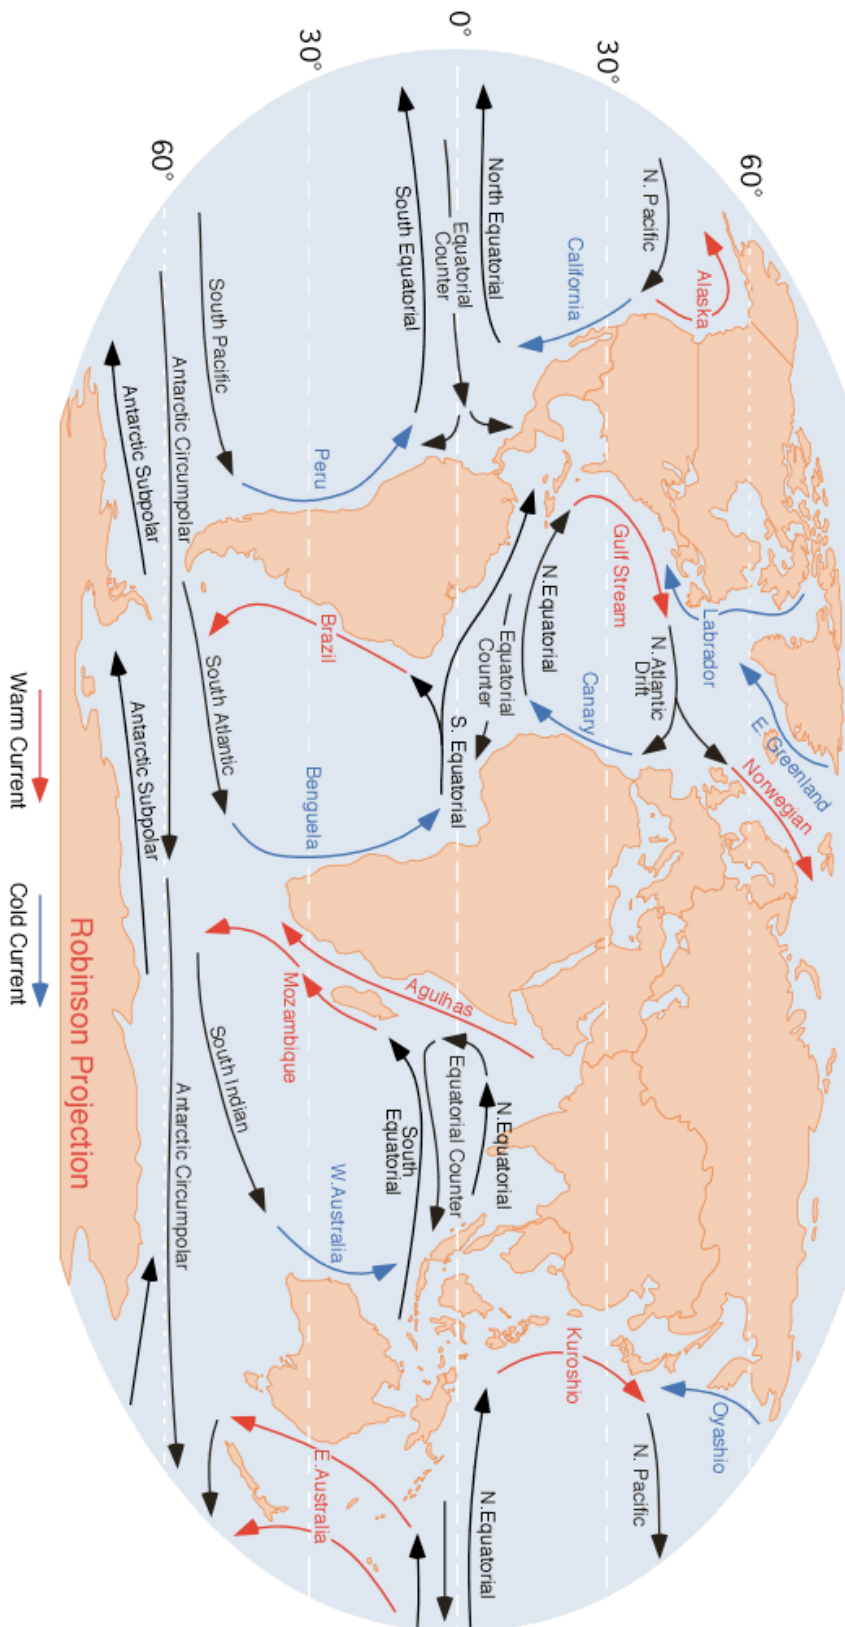 60°
30°
0°
30°
60°
Alaska
N. Pacific
California
North Equatorial
Equatorial
Counter
South Equatorial
South Pacific
Antarctic Circumpolar
Antarctic Subpolar
Peru
Gulf Stream
Labrador
E. Greenland
Norwegian
N. Atlantic
Drift
Canary
N.Equatorial
Equatorial
Counter
S. Equatorial
Brazil
South Atlantic
Benguela
Antarctic Subpolar
Agulhas
Mozambique
N.Equatorial
Equatorial Counter
South
Equatorial
South Indian
W.Australia
Antarctic Circumpolar
Oyashio
Kuroshio
N. Pacific
N.Equatorial
E.Australia
Warm Current
Cold Current
Robinson Projection